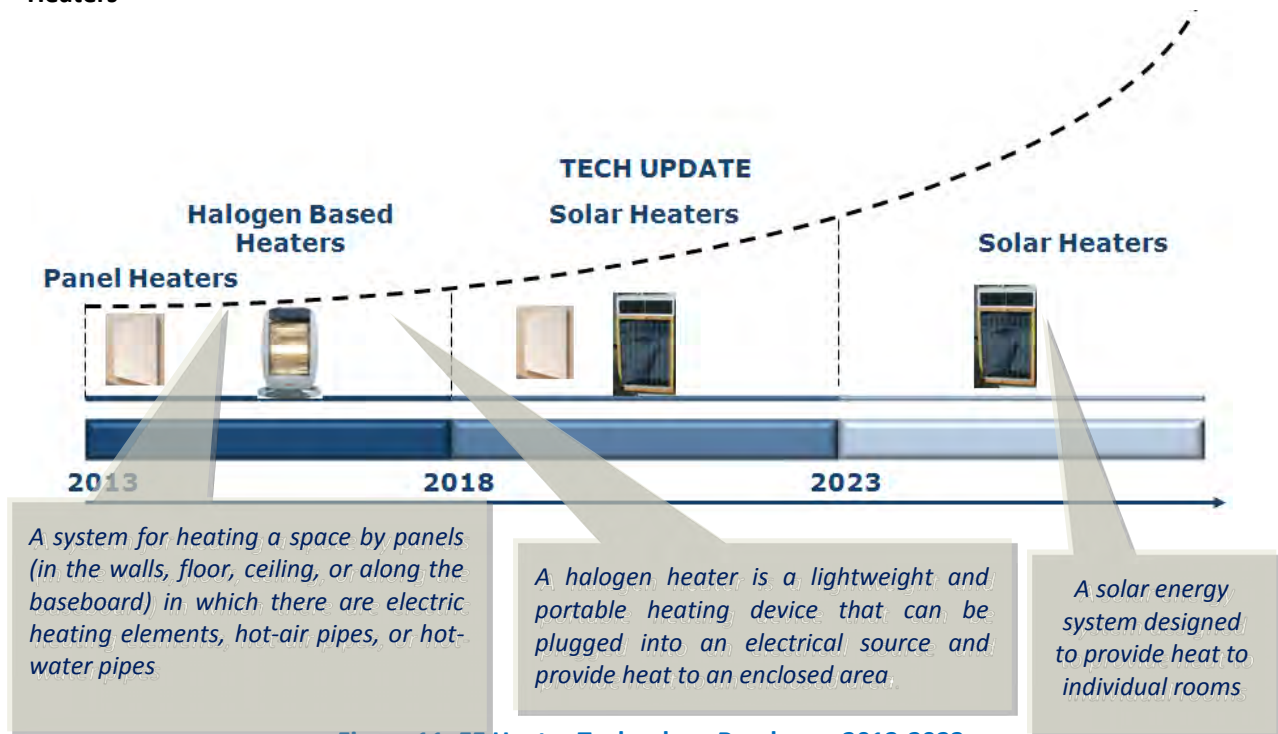 TECH UPDATE
Halogen Based
Heaters
Solar Heaters
Solar Heaters
Panel Heaters
2013
2018
2023
A system for heating a space by panels
(in the walls, floor, ceiling, or along the
baseboard) in which there are electric
heating elements, hot-air pipes, or hot-
water pipes
A halogen heater is a lightweight and
portable heating device that can be
plugged into an electrical source and
provide heat to an enclosed area.
A solar energy
system designed
to provide heat to
individual rooms